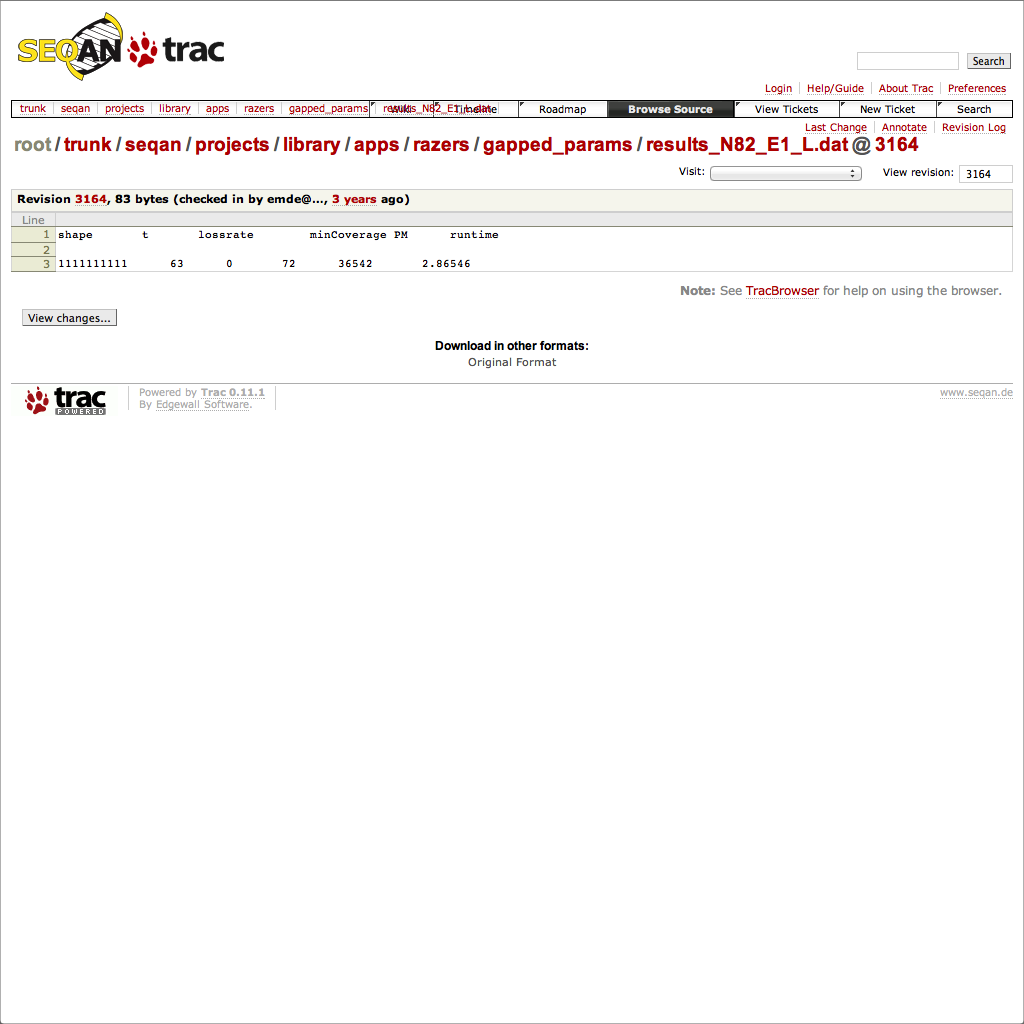 SEQAN trac
Search
Login Help/Guide About Trac Preferences
trunk seqan projects library apps razers gapped_params results_N82_E1_L.dat Wiki Timeline Roadmap Browse Source View Tickets New Ticket Search
Last Change Annotate Revision Log
root/trunk/seqan/projects/library/apps/razers/gapped_params/results_N82_E1_L.dat @ 3164
Visit: View revision: 3164
Revision 3164, 83 bytes (checked in by emde@..., 3 years ago)
Line
1 shape t lossrate minCoverage PM runtime
2
3 1111111111 63 0 72 36542 2.86546
Note: See TracBrowser for help on using the browser.
View changes...
Download in other formats:
Original Format
trac POWERED
Powered by Trac 0.11.1
By Edgewall Software.
www.seqan.de